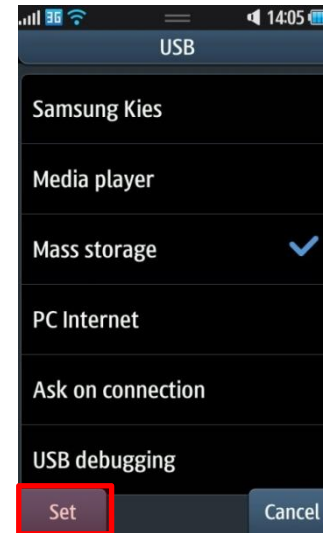 3G 14:05
USB
Samsung Kies
Media player
Mass storage
PC Internet
Ask on connection
USB debugging
Set Cancel